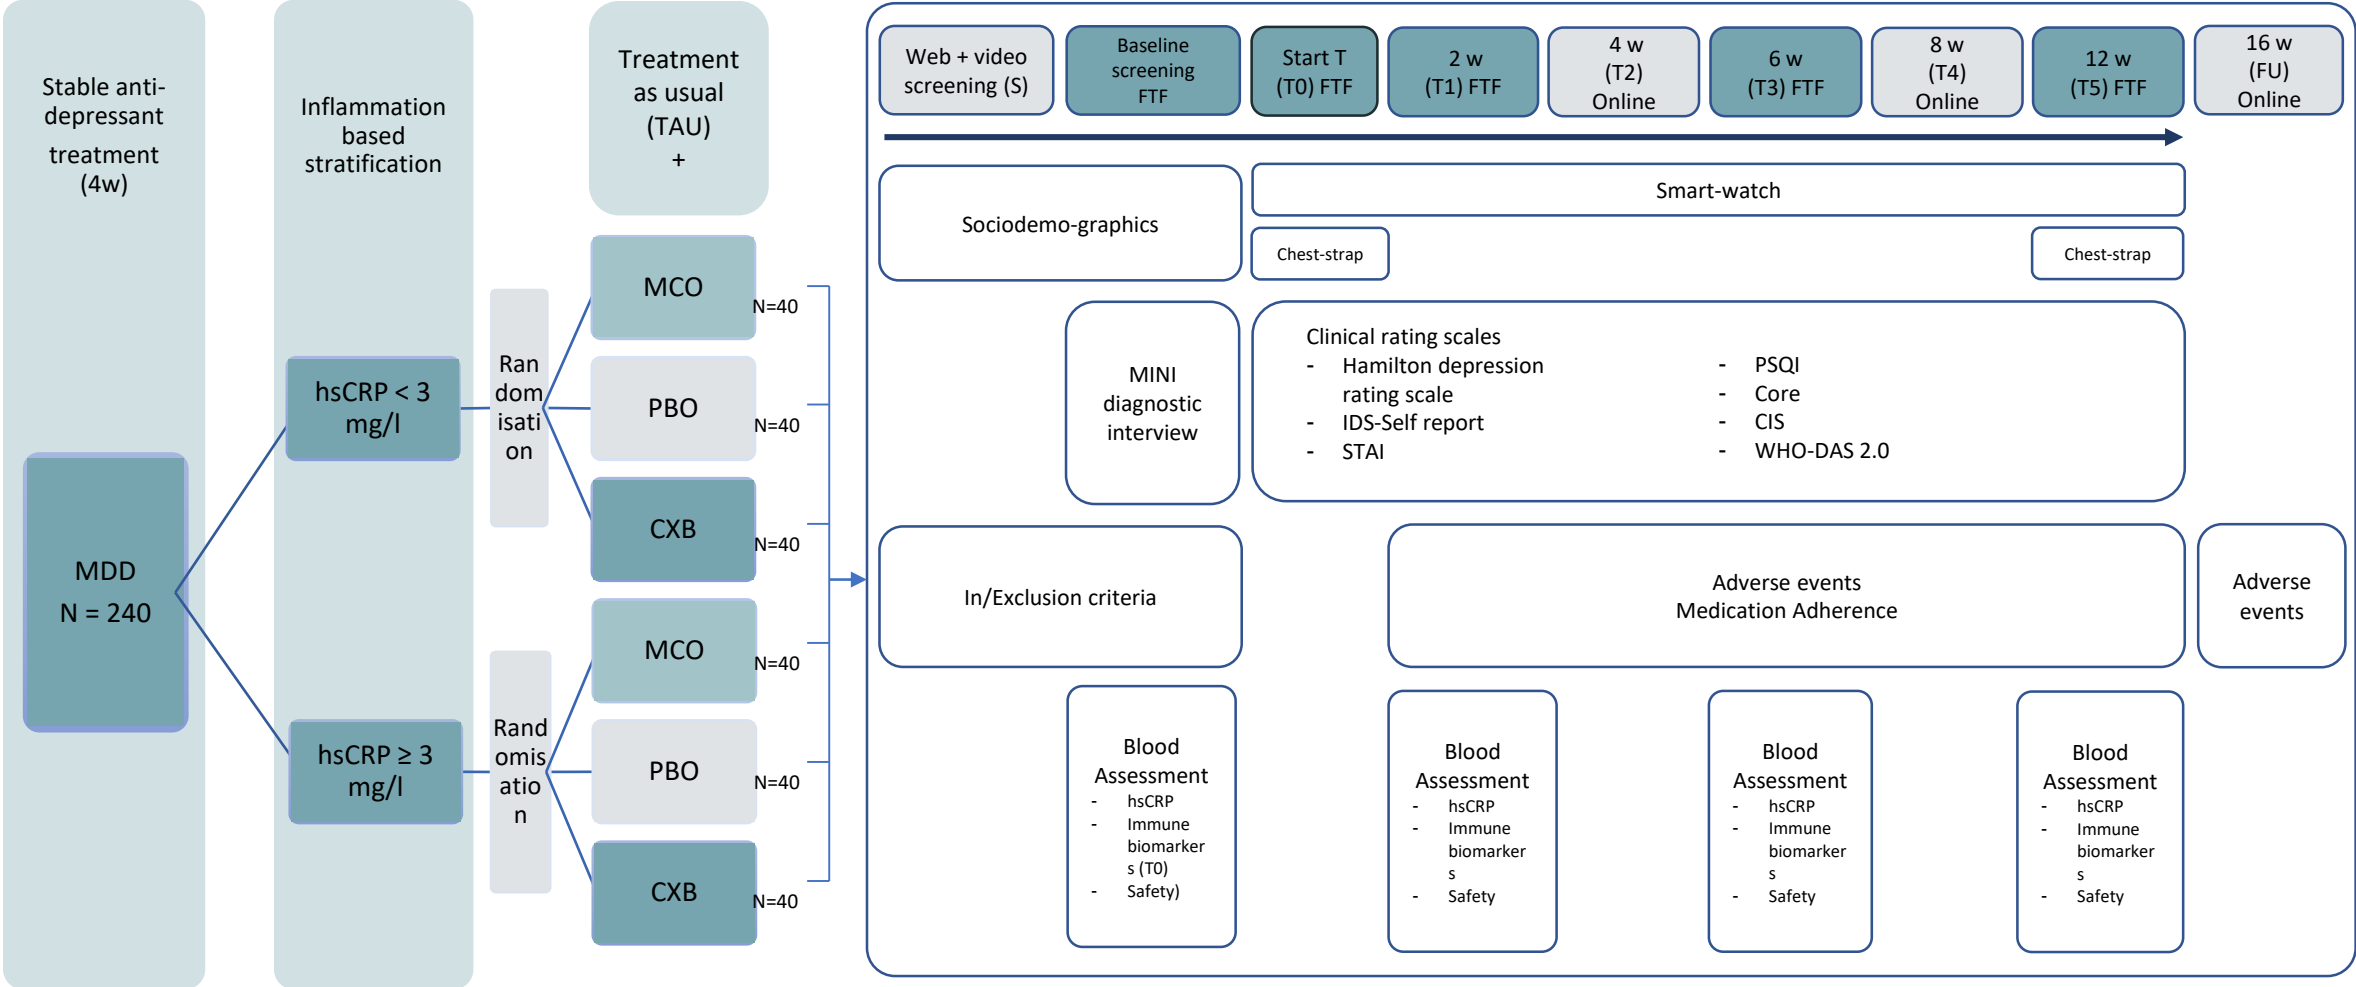 Stable anti-
depressant
treatment
(4w)
MDD
N = 240
Inflammation
based
stratification
hsCRP < 3
mg/l
hsCRP ≥ 3
mg/l
Ran
dom
isati
on
Rand
omis
atio
n
Treatment
as usual
(TAU)
+
MCO
N=40
PBO
N=40
CXB
N=40
MCO
N=40
PBO
N=40
CXB
N=40
Web + video
screening (S)
Baseline
screening
FTF
Start T
(T0) FTF
2 w
(T1) FTF
4 w
(T2)
Online
6 w
(T3) FTF
8 w
(T4)
Online
12 w
(T5) FTF
16 w
(FU)
Online
Sociodemo-graphics
Smart-watch
Chest-strap
Chest-strap
MINI
diagnostic
interview
Clinical rating scales
- Hamilton depression
rating scale
- IDS-Self report
- STAI
- PSQI
- Core
- CIS
- WHO-DAS 2.0
In/Exclusion criteria
Adverse events
Medication Adherence
Adverse
events
Blood
Assessment
- hsCRP
- Immune
biomarker
s (T0)
- Safety)
Blood
Assessment
- hsCRP
- Immune
biomarker
s
- Safety
Blood
Assessment
- hsCRP
- Immune
biomarker
s
- Safety
Blood
Assessment
- hsCRP
- Immune
biomarker
s
- Safety